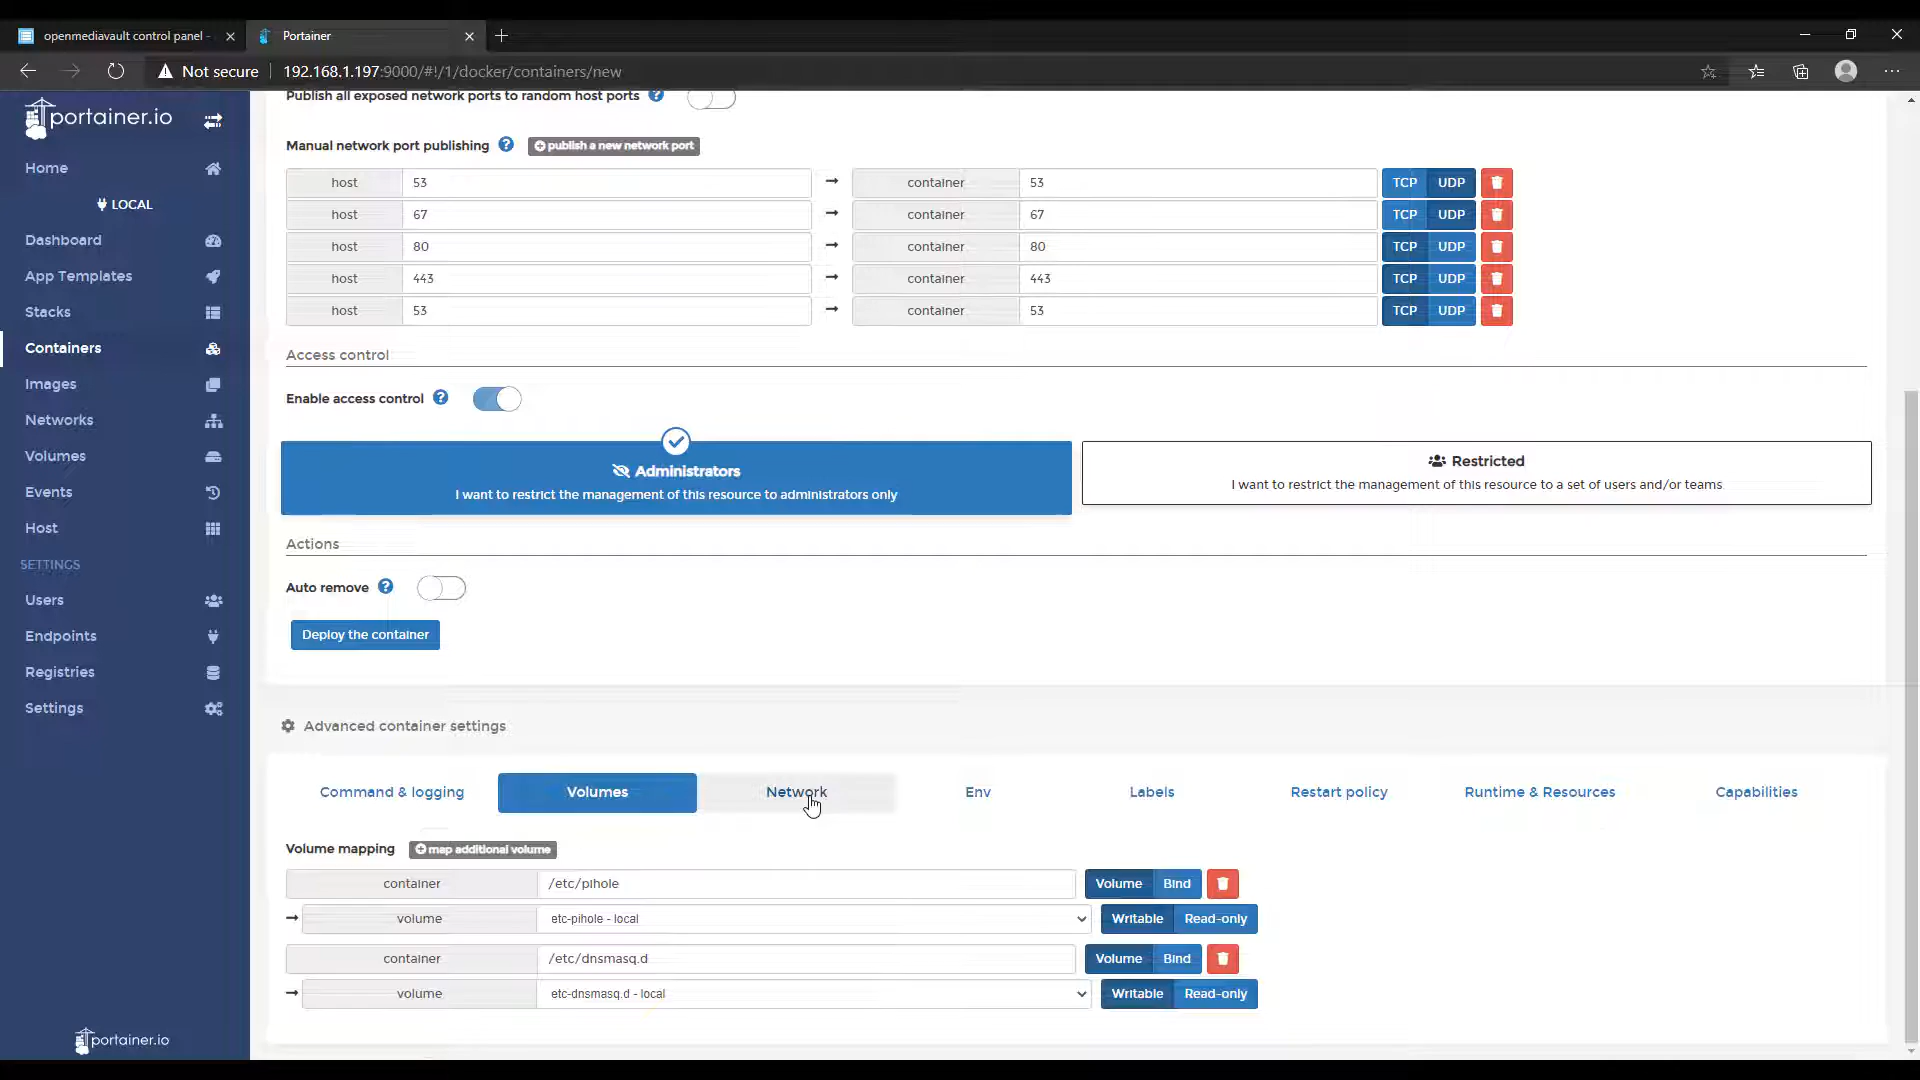 openmediavault control panel -
Portainer
Not secure
192.168.1.197:9000/#!/1/docker/containers/new
portainer.io
Home
LOCAL
Dashboard
App Templates
Stacks
Containers
Images
Networks
Volumes
Events
Host
SETTINGS
Users
Endpoints
Registries
Settings
portainer.io
Publish all exposed network ports to random host ports
Manual network port publishing publish a new network port
host 53 → container 53 TCP UDP
host 67 → container 67 TCP UDP
host 80 → container 80 TCP UDP
host 443 → container 443 TCP UDP
host 53 → container 53 TCP UDP
Access control
Enable access control
Administrators
I want to restrict the management of this resource to administrators only
Restricted
I want to restrict the management of this resource to a set of users and/or teams
Actions
Auto remove
Deploy the container
Advanced container settings
Command & logging Volumes Network Env Labels Restart policy Runtime & Resources Capabilities
Volume mapping map additional volume
container /etc/pihole Volume Bind
→ volume etc-pihole - local Writable Read-only
container /etc/dnsmasq.d Volume Bind
→ volume etc-dnsmasq.d - local Writable Read-only